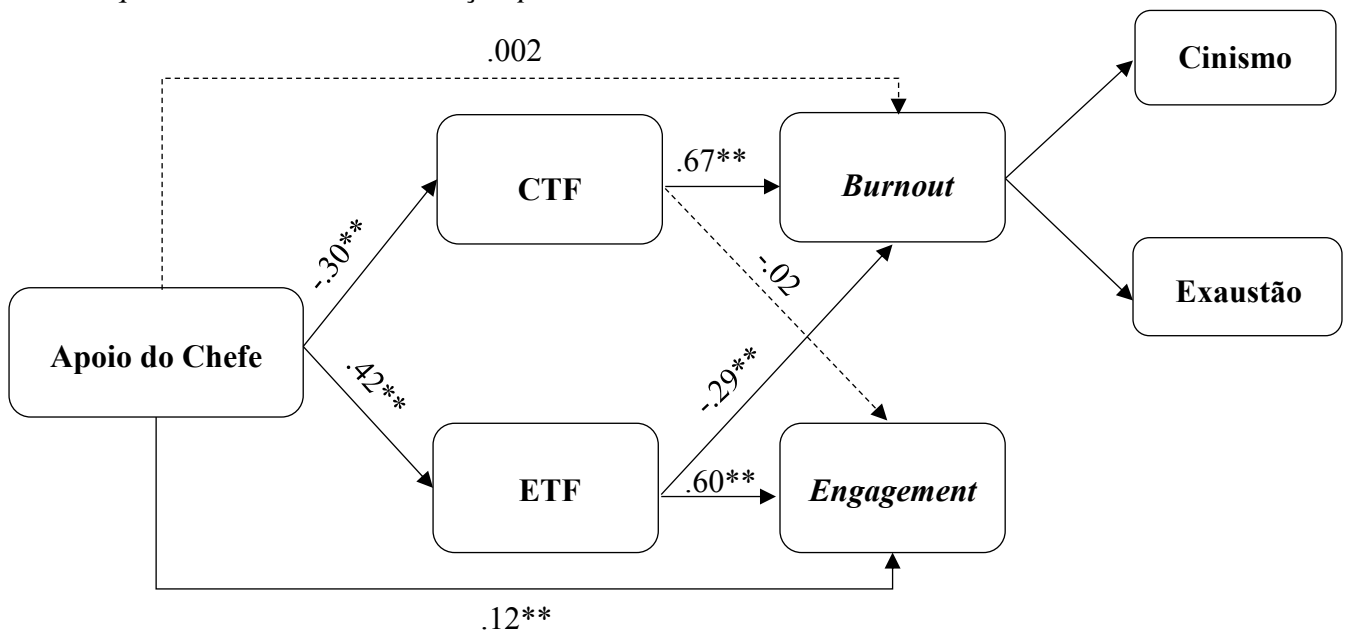 .002
Cinismo
CTF
.67**
Burnout
-.30**
-.02
Exaustão
Apoio do Chefe
.42**
-.29**
ETF
.60**
Engagement
.12**